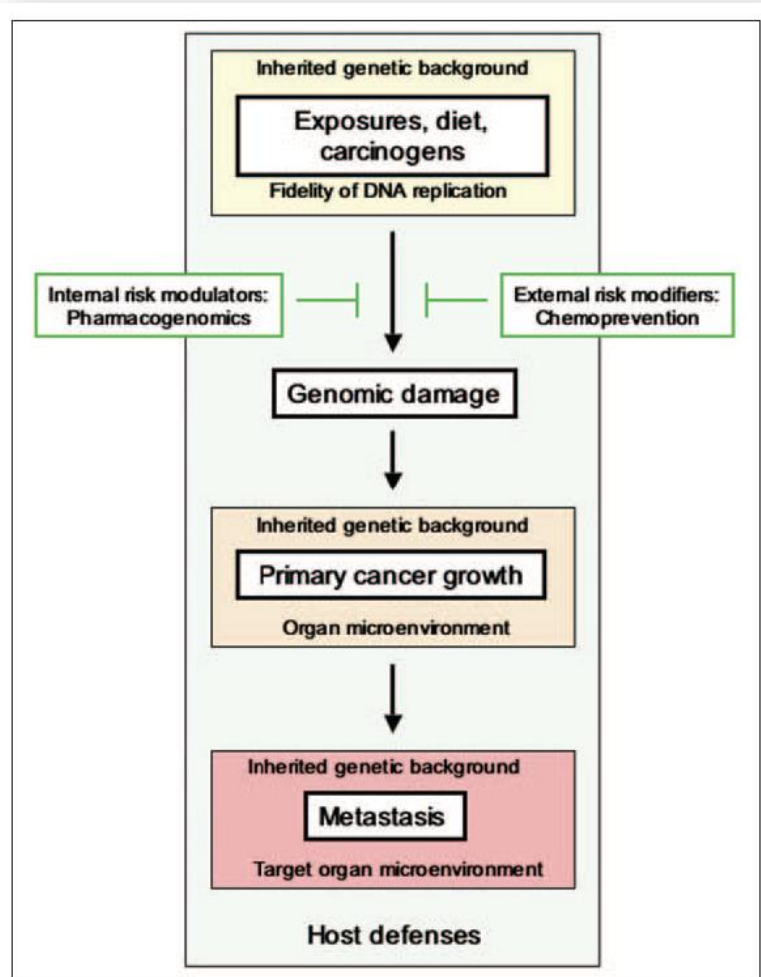 Inherited genetic background
Exposures, diet,
carcinogens
Fidelity of DNA replication
Internal risk modulators:
Pharmacogenomics
External risk modifiers:
Chemoprevention
Genomic damage
Inherited genetic background
Primary cancer growth
Organ microenvironment
Inherited genetic background
Metastasis
Target organ microenvironment
Host defenses